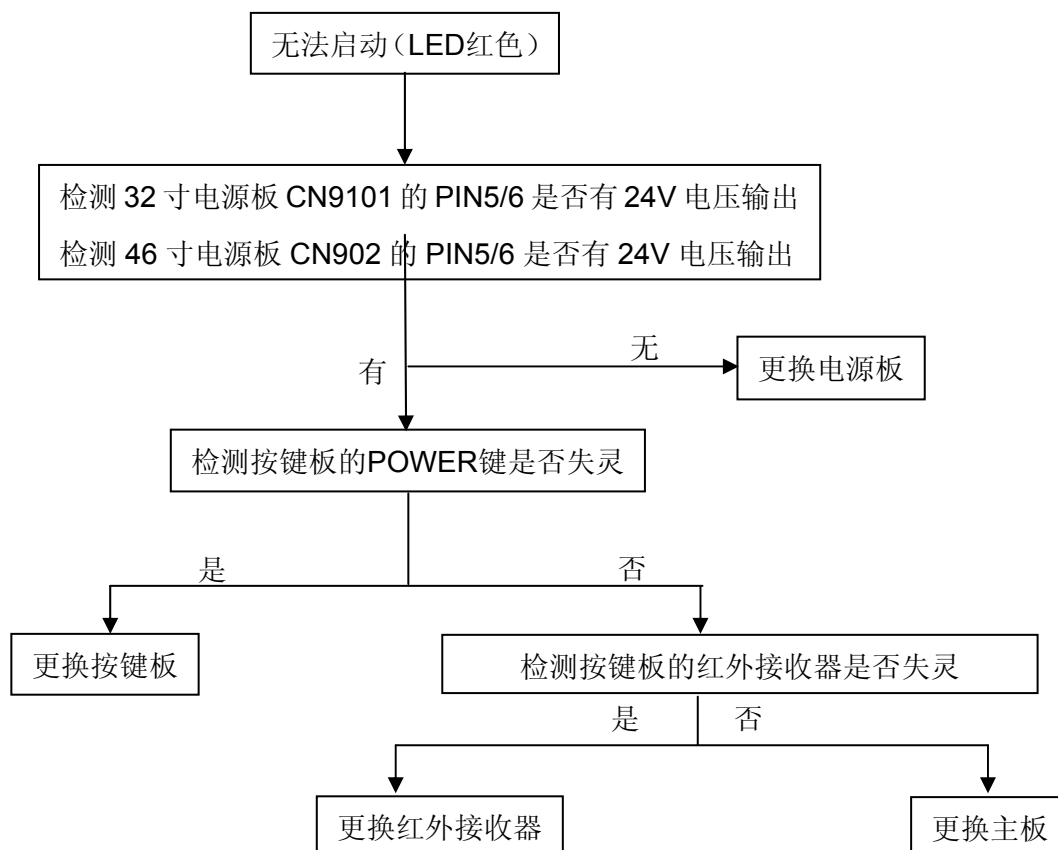 无法启动（LED红色）
检测 32 寸电源板 CN9101 的 PIN5/6 是否有 24V 电压输出
检测 46 寸电源板 CN902 的 PIN5/6 是否有 24V 电压输出
无
有
更换电源板
检测按键板的POWER键是否失灵
是
否
更换按键板
检测按键板的红外接收器是否失灵
是
否
更换红外接收器
更换主板